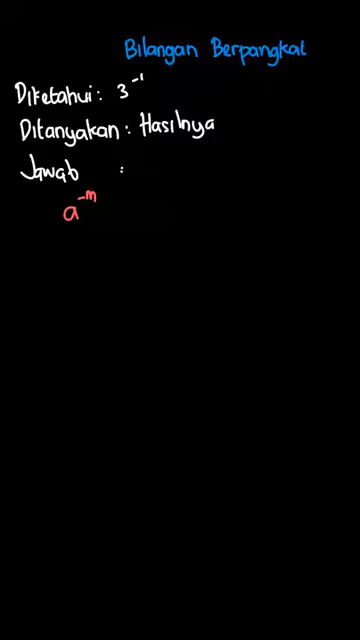 Bilangan Berpangkat
Diketahui: 3⁻¹
Ditanyakan: Hasilnya
Jawab :
a⁻ᵐ